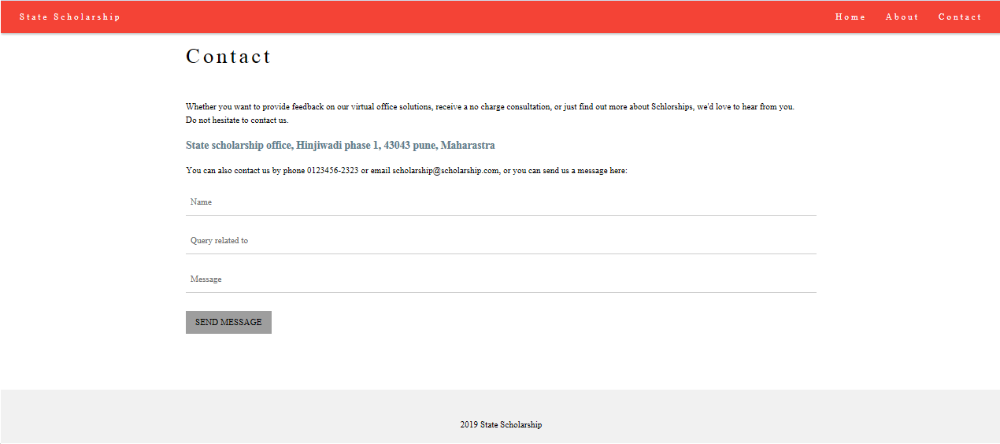 State Scholarship
Home About Contact
Contact
Whether you want to provide feedback on our virtual office solutions, receive a no charge consultation, or just find out more about Schlorships, we'd love to hear from you.
Do not hesitate to contact us.
State scholarship office, Hinjiwadi phase 1, 43043 pune, Maharastra
You can also contact us by phone 0123456-2323 or email scholarship@scholarship.com, or you can send us a message here:
Name
Query related to
Message
SEND MESSAGE
2019 State Scholarship